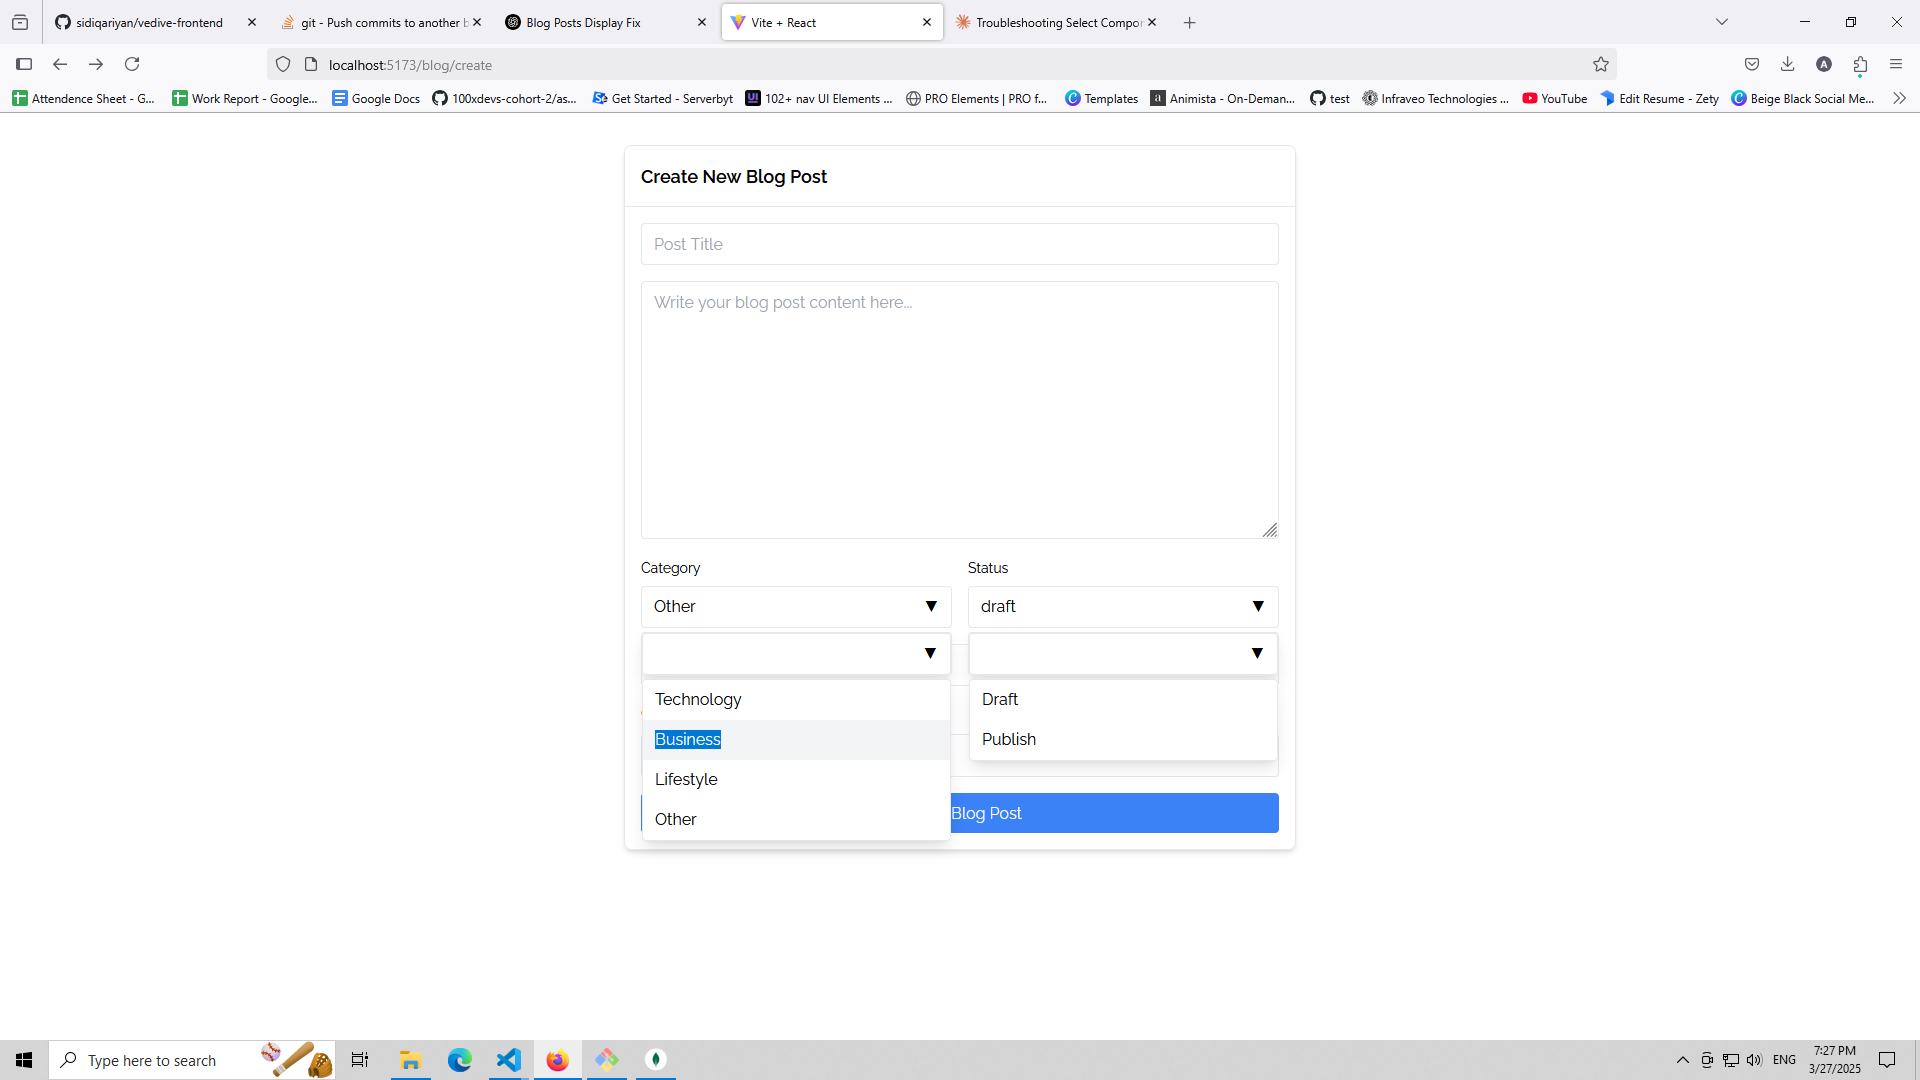 sidiqariyan/vedive-frontend
git - Push commits to another b
Blog Posts Display Fix
Vite + React
Troubleshooting Select Compor
localhost:5173/blog/create
A
Attendence Sheet - G...
Work Report - Google...
Google Docs
100xdevs-cohort-2/as...
Get Started - Serverbyt
102+ nav UI Elements ...
PRO Elements | PRO f...
Templates
Animista - On-Deman...
test
Infraveo Technologies ...
YouTube
Edit Resume - Zety
Beige Black Social Me...
Create New Blog Post
Post Title
Write your blog post content here...
Category
Status
Other
draft
Technology
Business
Lifestyle
Other
Draft
Publish
Blog Post
Type here to search
ENG
7:27 PM
3/27/2025